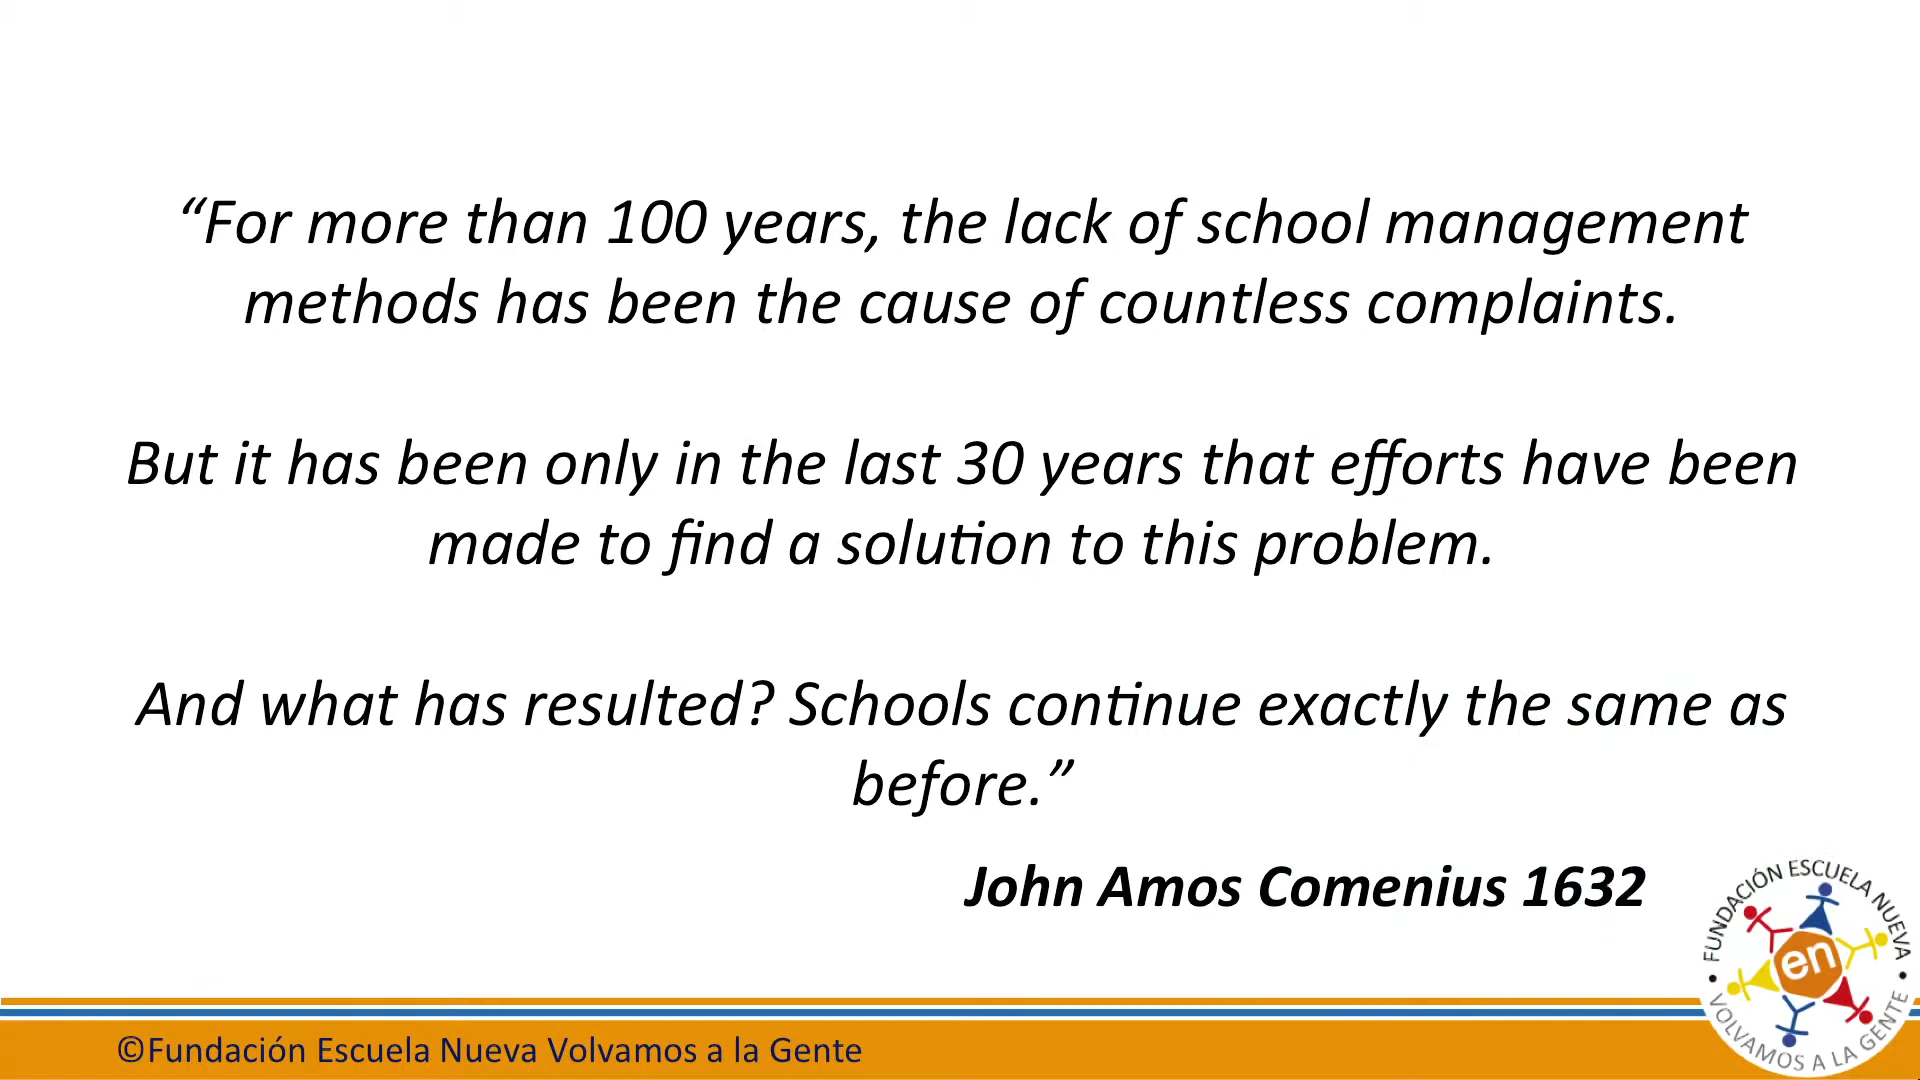 “For more than 100 years, the lack of school management
methods has been the cause of countless complaints.
But it has been only in the last 30 years that efforts have been
made to find a solution to this problem.
And what has resulted? Schools continue exactly the same as
before.”
John Amos Comenius 1632
FUNDACIÓN ESCUELA NUEVA
en
• VOLVAMOS A LA GENTE •
©Fundación Escuela Nueva Volvamos a la Gente